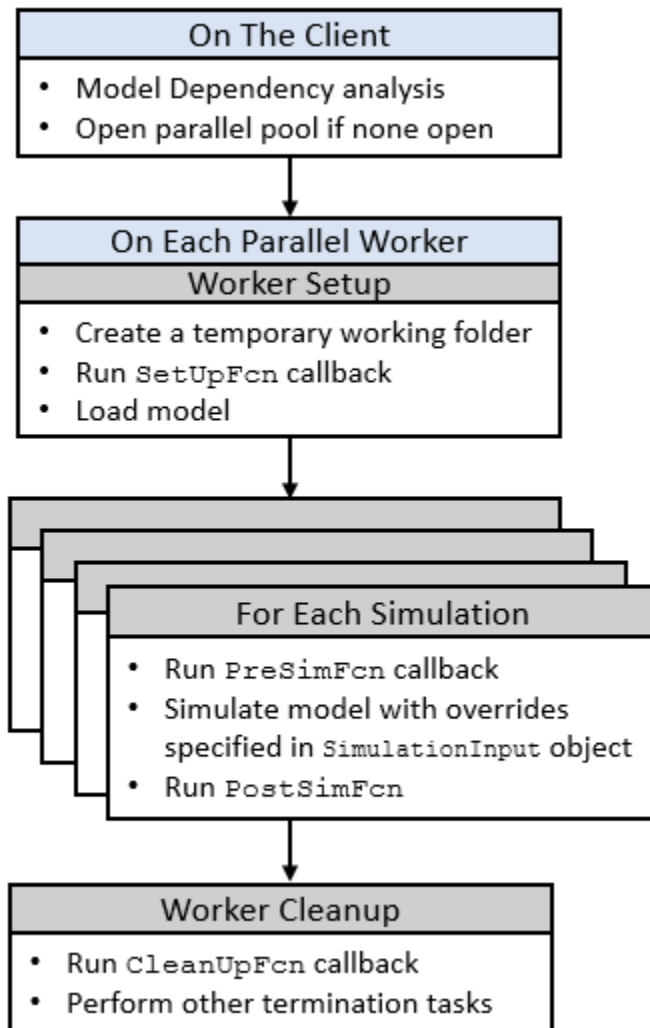 On The Client
• Model Dependency analysis
• Open parallel pool if none open
On Each Parallel Worker
Worker Setup
• Create a temporary working folder
• Run SetUpFcn callback
• Load model
For Each Simulation
• Run PreSimFcn callback
• Simulate model with overrides
specified in SimulationInput object
• Run PostSimFcn
Worker Cleanup
• Run CleanUpFcn callback
• Perform other termination tasks